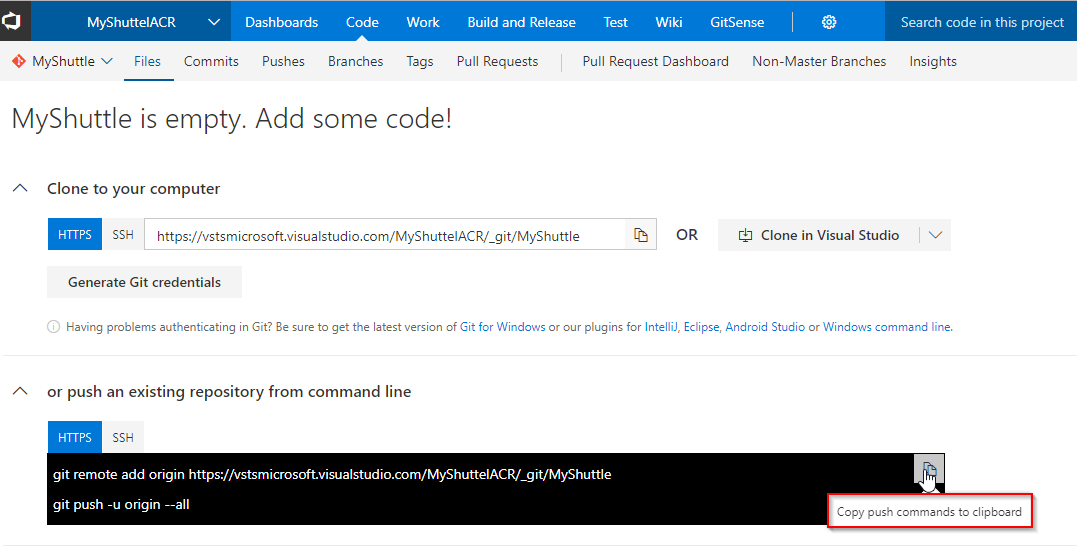 MyShuttelACR Dashboards Code Work Build and Release Test Wiki GitSense Search code in this project
MyShuttle Files Commits Pushes Branches Tags Pull Requests Pull Request Dashboard Non-Master Branches Insights
MyShuttle is empty. Add some code!
Clone to your computer
HTTPS SSH https://vstsmicrosoft.visualstudio.com/MyShuttelACR/_git/MyShuttle OR Clone in Visual Studio
Generate Git credentials
Having problems authenticating in Git? Be sure to get the latest version of Git for Windows or our plugins for IntelliJ, Eclipse, Android Studio or Windows command line.
or push an existing repository from command line
HTTPS SSH
git remote add origin https://vstsmicrosoft.visualstudio.com/MyShuttelACR/_git/MyShuttle
git push -u origin --all
Copy push commands to clipboard